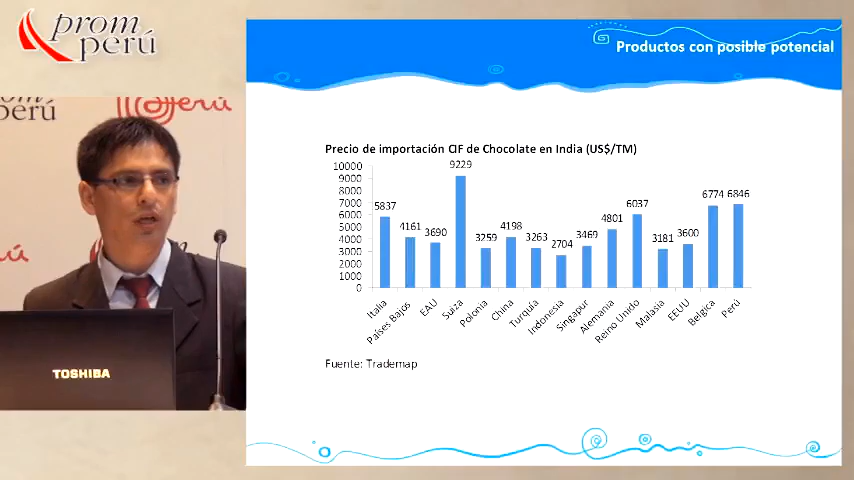 prom
perú
prom
perú
Perú
ú
TOSHIBA
Productos con posible potencial
Precio de importación CIF de Chocolate en India (US$/TM)
10000
9000
8000
7000
6000
5000
4000
3000
2000
1000
0
5837
4161
3690
9229
3259
4198
3263
2704
3469
4801
6037
3181
3600
6774
6846
Italia
Países Bajos
EAU
Suiza
Polonia
China
Turquía
Indonesia
Singapur
Alemania
Reino Unido
Malasia
EEUU
Belgica
Perú
Fuente: Trademap